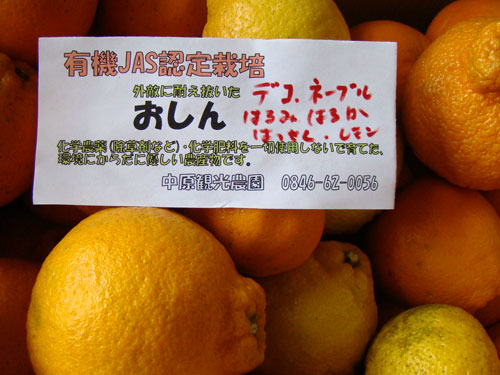 有機JAS認定栽培
外敵に耐え抜いた
おしん
デコ、ネーブル
はるみ はるか
はっさく、レモン
化学農薬(除草剤など)・化学肥料を一切使用しないで育てた、
環境にからだに優しい農産物です。
中原観光農園 0846-62-0056